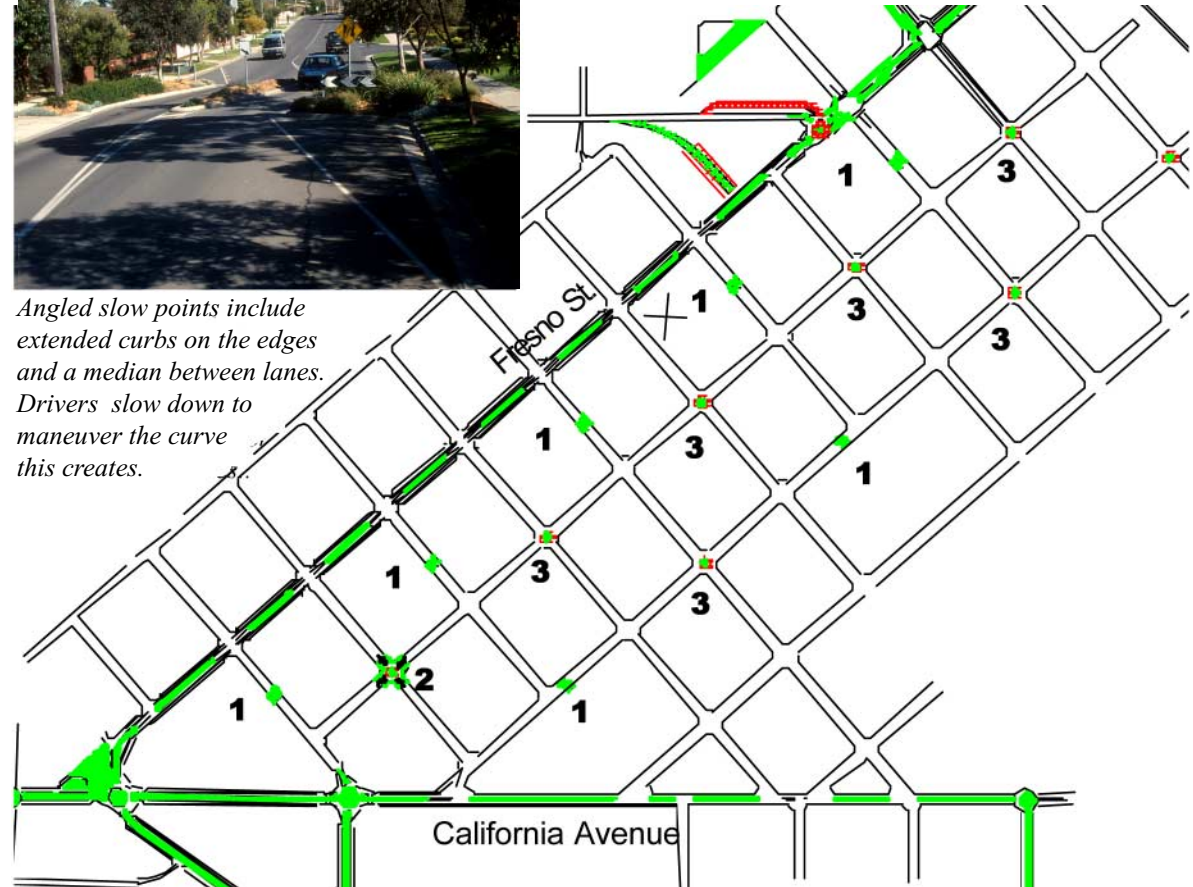 Angled slow points include
extended curbs on the edges
and a median between lanes.
Drivers slow down to
maneuver the curve
this creates.
Fresno St
1
3
1
3
3
1
3
1
1
3
3
2
1
1
California Avenue